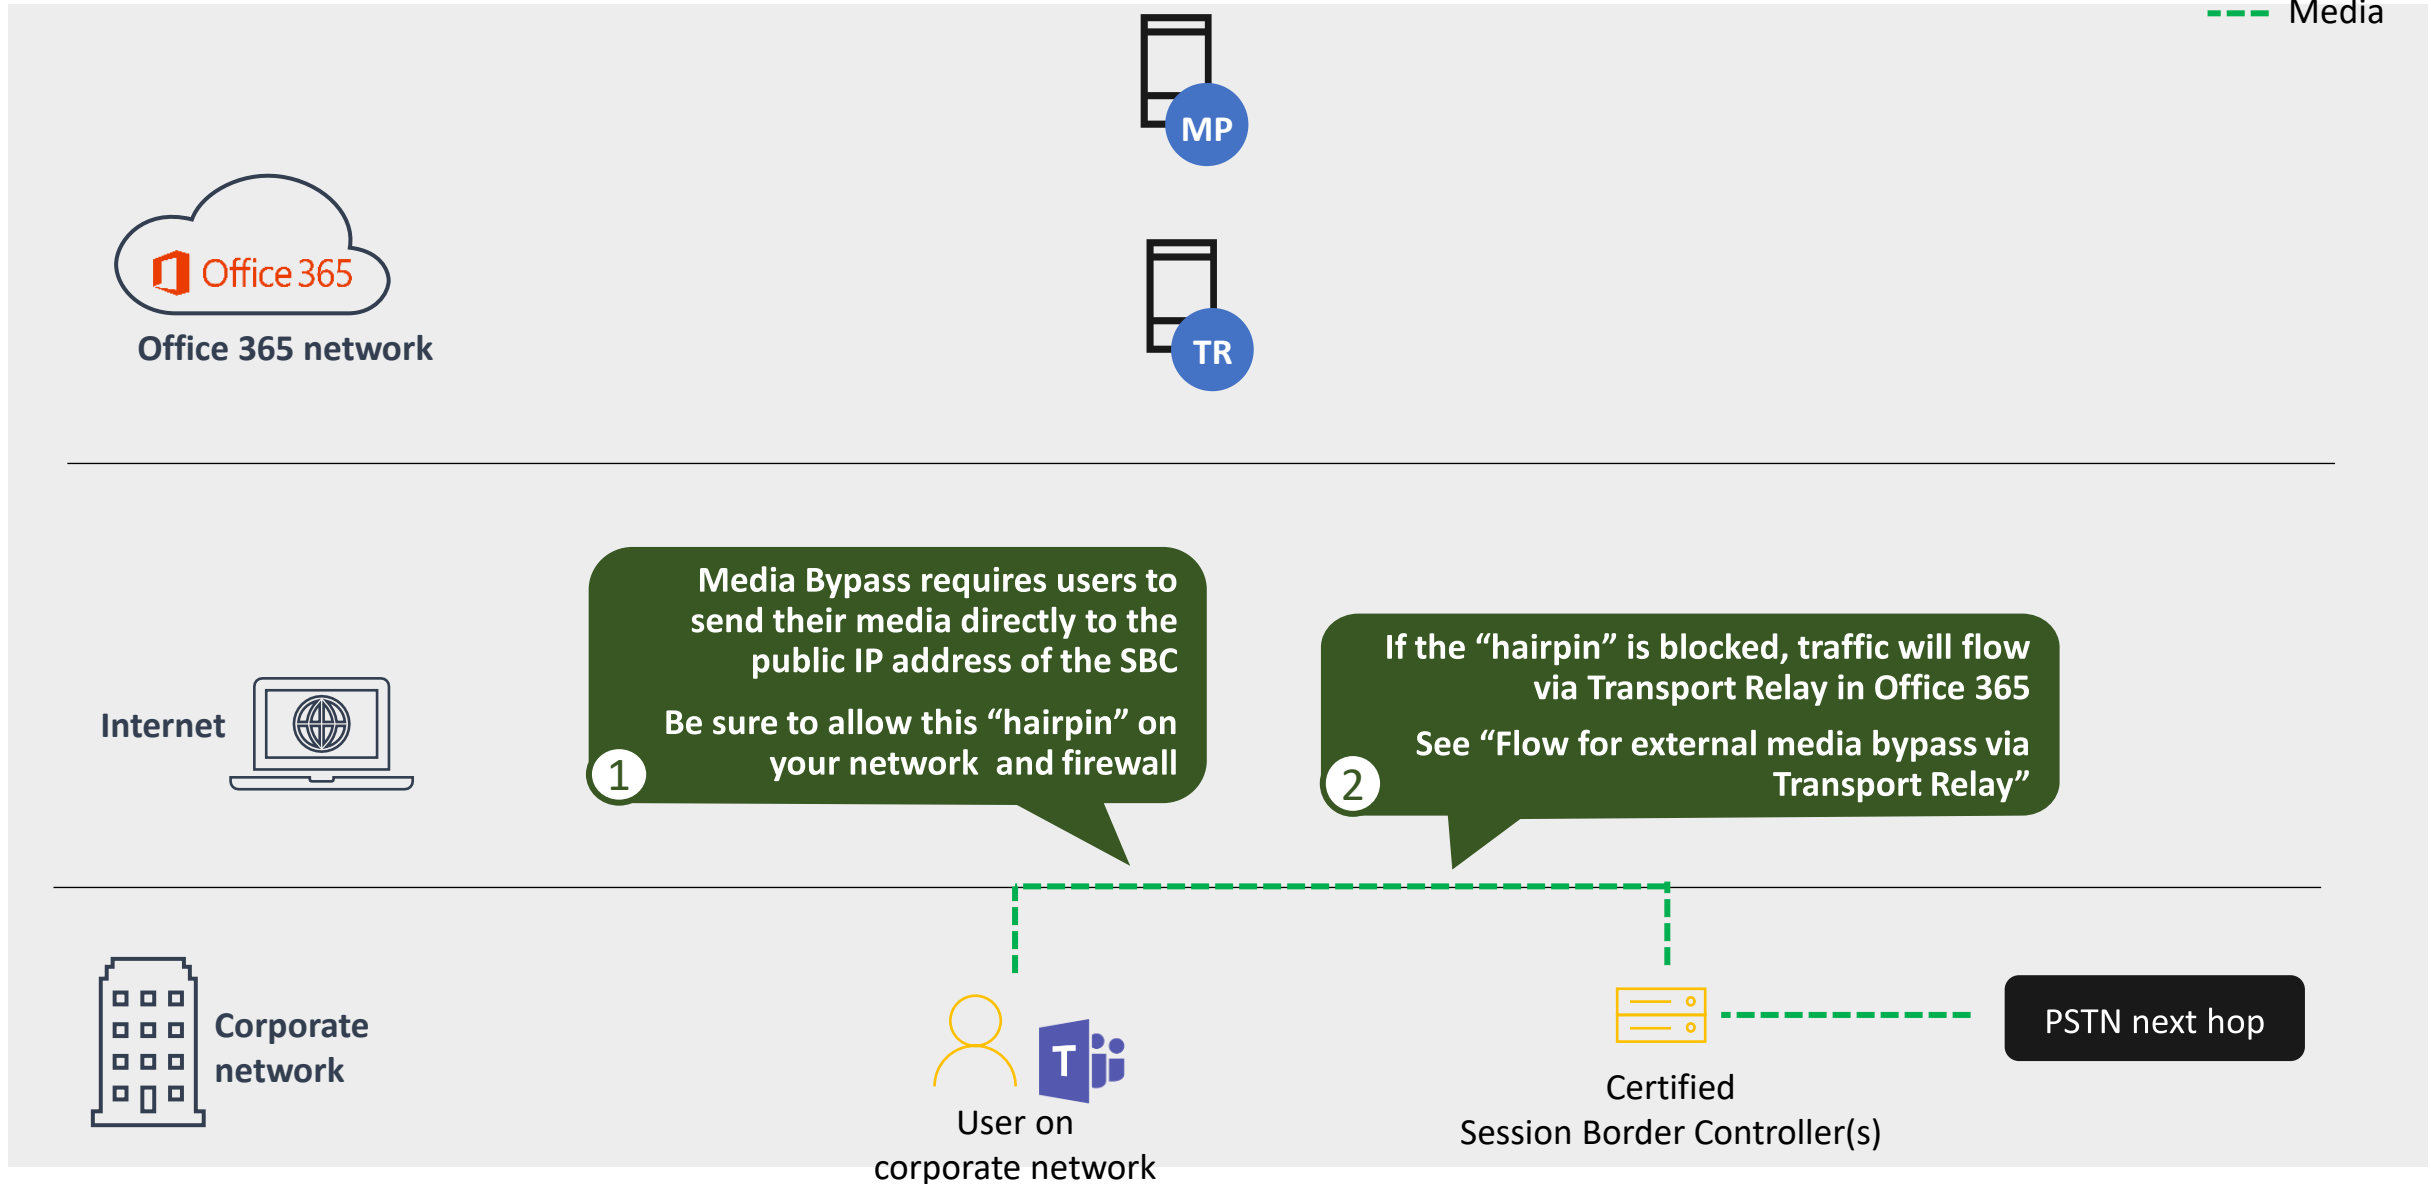 Media
MP
Office 365
Office 365 network
TR
Media Bypass requires users to
send their media directly to the
public IP address of the SBC
Be sure to allow this “hairpin” on
your network and firewall
1
If the “hairpin” is blocked, traffic will flow
via Transport Relay in Office 365
See “Flow for external media bypass via
Transport Relay”
2
Internet
Corporate
network
T
User on
corporate network
Certified
Session Border Controller(s)
PSTN next hop